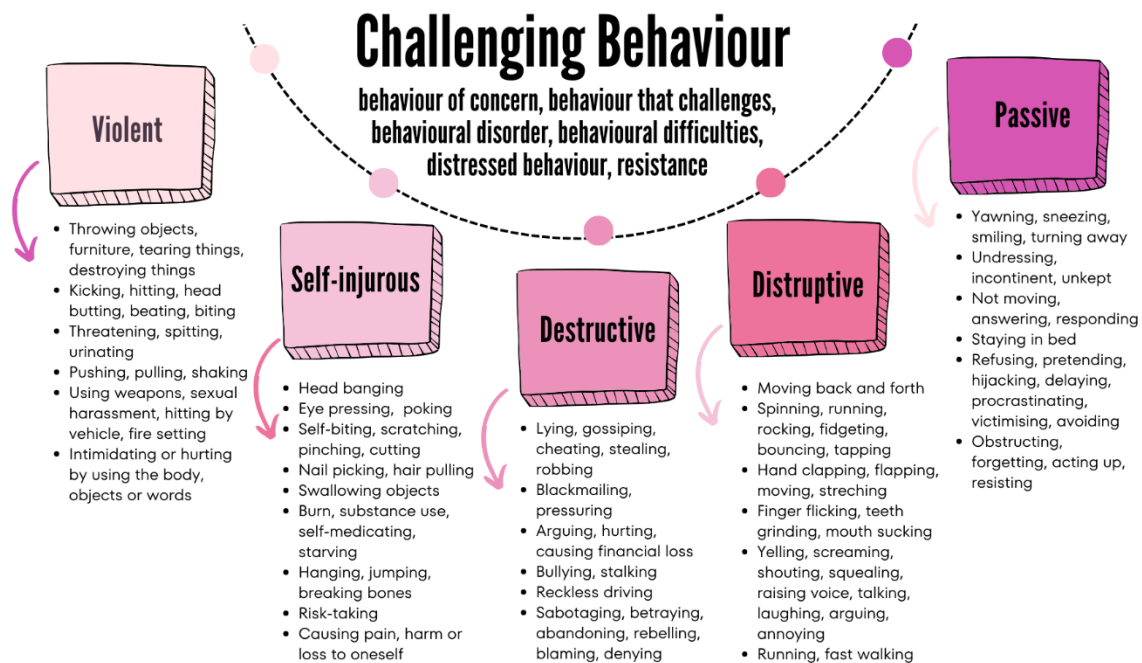 Challenging Behaviour
behaviour of concern, behaviour that challenges,
behavioural disorder, behavioural difficulties,
distressed behaviour, resistance
Violent
• Throwing objects,
furniture, tearing things,
destroying things
• Kicking, hitting, head
butting, beating, biting
• Threatening, spitting,
urinating
• Pushing, pulling, shaking
• Using weapons, sexual
harassment, hitting by
vehicle, fire setting
• Intimidating or hurting
by using the body,
objects or words
Self-injurous
• Head banging
• Eye pressing, poking
• Self-biting, scratching,
pinching, cutting
• Nail picking, hair pulling
• Swallowing objects
• Burn, substance use,
self-medicating,
starving
• Hanging, jumping,
breaking bones
• Risk-taking
• Causing pain, harm or
loss to oneself
Destructive
• Lying, gossiping,
cheating, stealing,
robbing
• Blackmailing,
pressuring
• Arguing, hurting,
causing financial loss
• Bullying, stalking
• Reckless driving
• Sabotaging, betraying,
abandoning, rebelling,
blaming, denying
Distruptive
• Moving back and forth
• Spinning, running,
rocking, fidgeting,
bouncing, tapping
• Hand clapping, flapping,
moving, streching
• Finger flicking, teeth
grinding, mouth sucking
• Yelling, screaming,
shouting, squealing,
raising voice, talking,
laughing, arguing,
annoying
• Running, fast walking
Passive
• Yawning, sneezing,
smiling, turning away
• Undressing,
incontinent, unkept
• Not moving,
answering, responding
• Staying in bed
• Refusing, pretending,
hijacking, delaying,
procrastinating,
victimising, avoiding
• Obstructing,
forgetting, acting up,
resisting